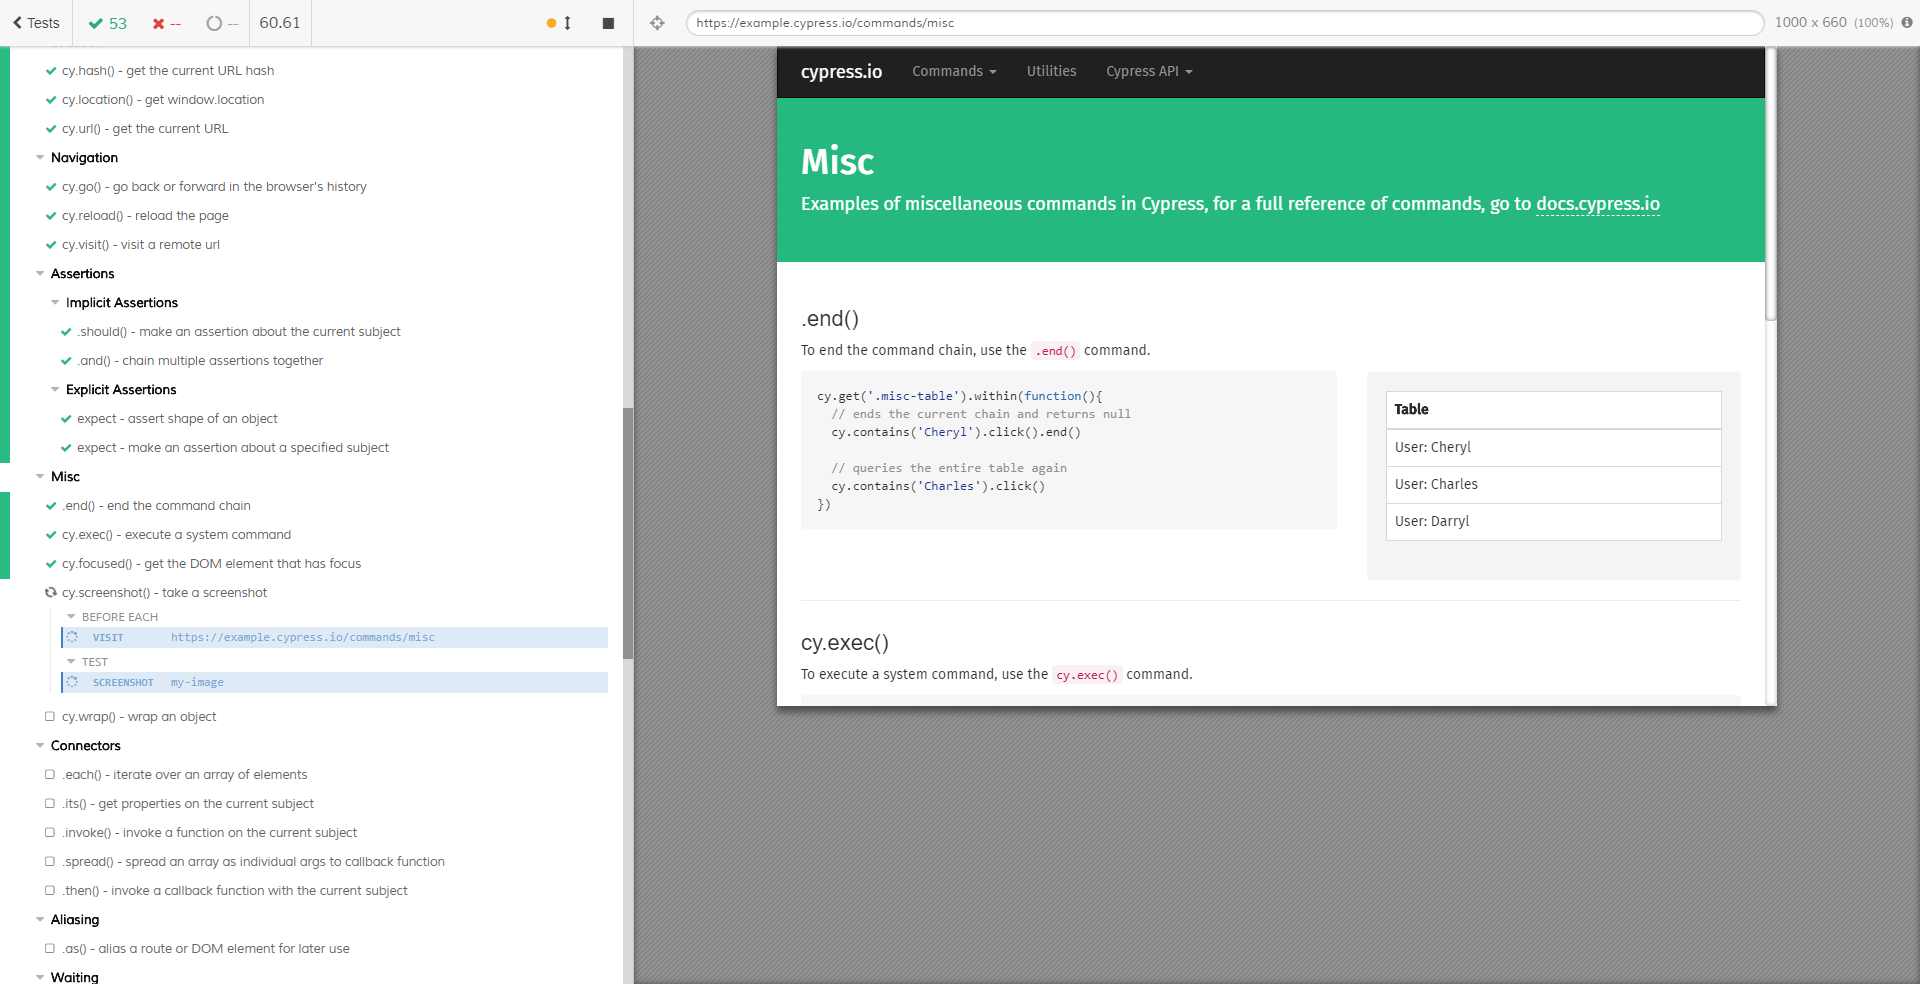 Tests
53
--
--
60.61
cy.hash() - get the current URL hash
cy.location() - get window.location
cy.url() - get the current URL
Navigation
cy.go() - go back or forward in the browser's history
cy.reload() - reload the page
cy.visit() - visit a remote url
Assertions
Implicit Assertions
.should() - make an assertion about the current subject
.and() - chain multiple assertions together
Explicit Assertions
expect - assert shape of an object
expect - make an assertion about a specified subject
Misc
.end() - end the command chain
cy.exec() - execute a system command
cy.focused() - get the DOM element that has focus
cy.screenshot() - take a screenshot
BEFORE EACH
VISIT https://example.cypress.io/commands/misc
TEST
SCREENSHOT my-image
cy.wrap() - wrap an object
Connectors
.each() - iterate over an array of elements
.its() - get properties on the current subject
.invoke() - invoke a function on the current subject
.spread() - spread an array as individual args to callback function
.then() - invoke a callback function with the current subject
Aliasing
.as() - alias a route or DOM element for later use
Waiting
https://example.cypress.io/commands/misc
1000 x 660 (100%)
cypress.io Commands Utilities Cypress API
Misc
Examples of miscellaneous commands in Cypress, for a full reference of commands, go to docs.cypress.io
.end()
To end the command chain, use the .end() command.
cy.get('.misc-table').within(function(){
// ends the current chain and returns null
cy.contains('Cheryl').click().end()
// queries the entire table again
cy.contains('Charles').click()
})
Table
User: Cheryl
User: Charles
User: Darryl
cy.exec()
To execute a system command, use the cy.exec() command.